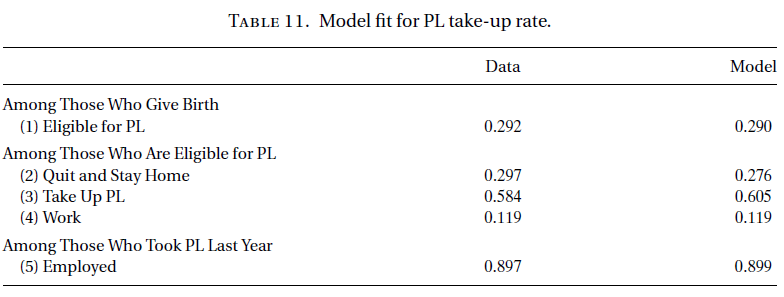 TABLE 11. Model fit for PL take-up rate.
Data Model
Among Those Who Give Birth
(1) Eligible for PL 0.292 0.290
Among Those Who Are Eligible for PL
(2) Quit and Stay Home 0.297 0.276
(3) Take Up PL 0.584 0.605
(4) Work 0.119 0.119
Among Those Who Took PL Last Year
(5) Employed 0.897 0.899